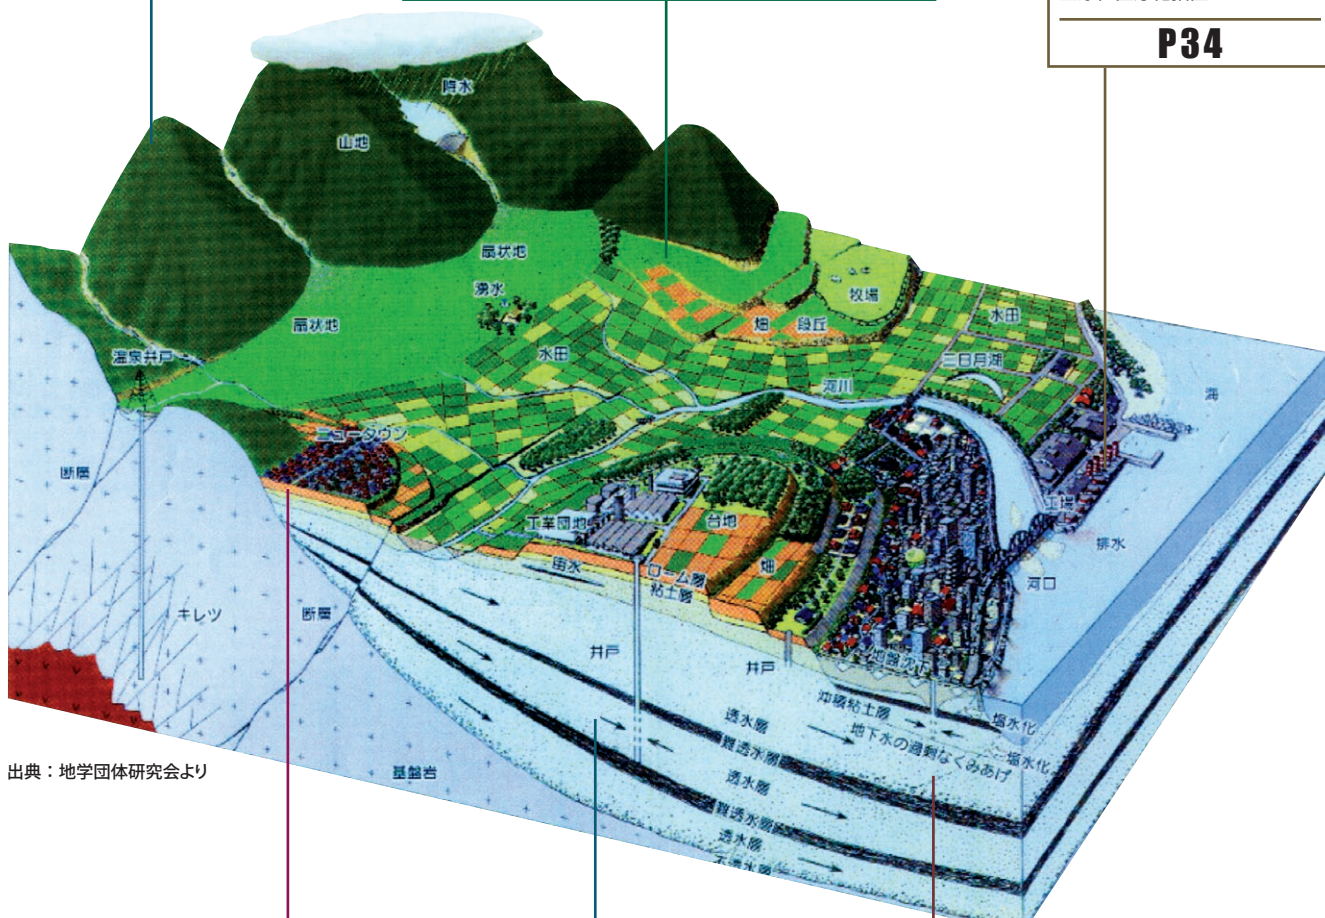 P34
降水
山地
扇状地
湧水
牧場
扇状地
畑
段丘
水田
温泉井戸
水田
三日月湖
河川
海
ニュータウン
断層
工業団地
台地
工場
排水
畑
ローム層
粘土層
河口
キレツ
断層
井戸
井戸
地盤沈下
沖積粘土層
塩水化
透水層
地下水の過剰なくみあげ
塩水化
難透水層
出典：地学団体研究会より
基盤岩
透水層
難透水層
透水層
不透水層